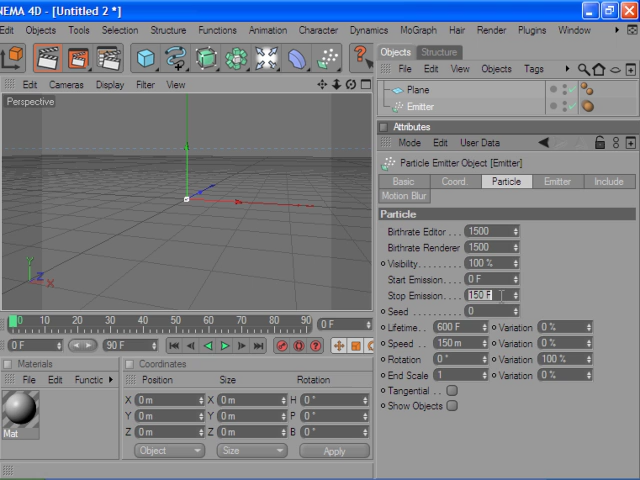 NEMA 4D - [Untitled 2 *]
Edit Objects Tools Selection Structure Functions Animation Character Dynamics MoGraph Hair Render Plugins Window
Objects Structure
Edit Cameras Display Filter View
File Edit View Objects Tags
Perspective
Plane
Emitter
Attributes
Mode Edit User Data
Particle Emitter Object [Emitter]
Basic Coord. Particle Emitter Include
Motion Blur
Particle
Birthrate Editor . . . 1500
Birthrate Renderer 1500
Visibility . . . . . . . . . 100 %
Start Emission. . . . 0 F
Stop Emission. . . . 150 F
Seed . . . . . . . . . . . . 0
Lifetime. . 600 F Variation 0 %
Speed . . 150 m Variation 0 %
Rotation 0 ° Variation 100 %
End Scale 1 Variation 0 %
Tangential . .
Show Objects
Y
Z
X
0 10 20 30 40 50 60 70 80 90 0 F
0 F 90 F
Materials
File Edit Functic
Mat
Coordinates
Position Size Rotation
X 0 m X 0 m H 0 °
Y 0 m Y 0 m P 0 °
Z 0 m Z 0 m B 0 °
Object Size Apply